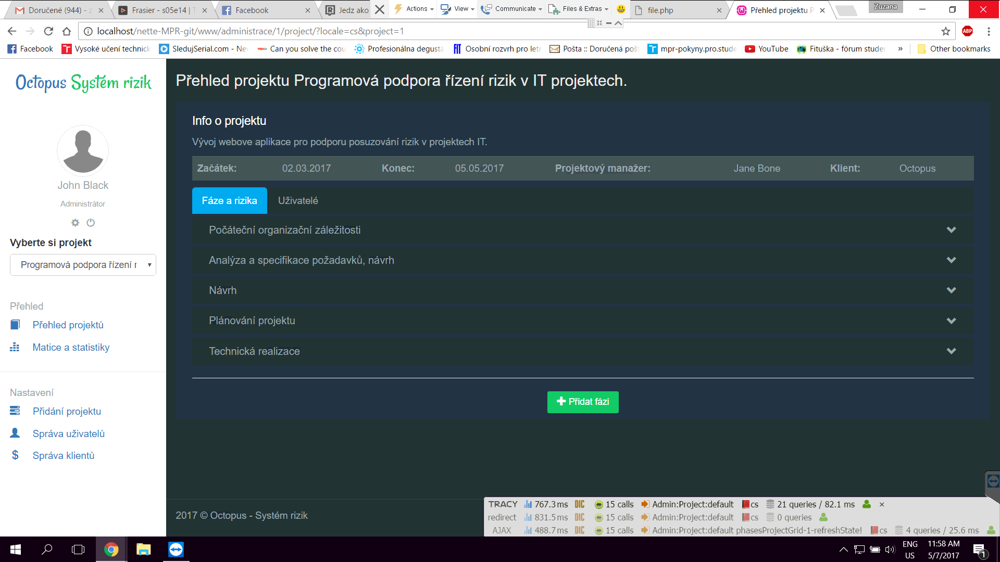 Doručené (944) - z
Frasier - s05e14 | T
Facebook
Jedz ako
Actions
View
Communicate
Files & Extras
file.php
Přehled projektu P
Zuzana
localhost/nette-MPR-git/www/administrace/1/project/?locale=cs&project=1
ABP
Facebook
Vysoké učení technick
SledujSerial.com - Nev
Can you solve the cou
Profesionálna degustá
Osobní rozvrh pro letr
Pošta :: Doručená poš
mpr-pokyny.pro.stude
YouTube
Fituška - fórum studen
»
Other bookmarks
Octopus Systém rizik
John Black
Administrátor
Vyberte si projekt
Programová podpora řízení r
Přehled
Přehled projektů
Matice a statistiky
Nastavení
Přidání projektu
Správa uživatelů
Správa klientů
Přehled projektu Programová podpora řízení rizik v IT projektech.
Info o projektu
Vývoj webove aplikace pro podporu posuzování rizik v projektech IT.
Začátek: 02.03.2017 Konec: 05.05.2017 Projektový manažer: Jane Bone Klient: Octopus
Fáze a rizika Uživatelé
Počáteční organizační záležitosti
Analýza a specifikace požadavků, návrh
Návrh
Plánování projektu
Technická realizace
Přidat fázi
2017 © Octopus - Systém rizik
TRACY 767.3 ms DIC 15 calls Admin:Project:default cs 21 queries / 82.1 ms ×
redirect 831.5 ms DIC 15 calls Admin:Project:default cs 0 queries
AJAX 488.7 ms DIC 15 calls Admin:Project:default phasesProjectGrid-1-refreshState! cs 4 queries / 25.6 ms
ENG
US
11:58 AM
5/7/2017
1